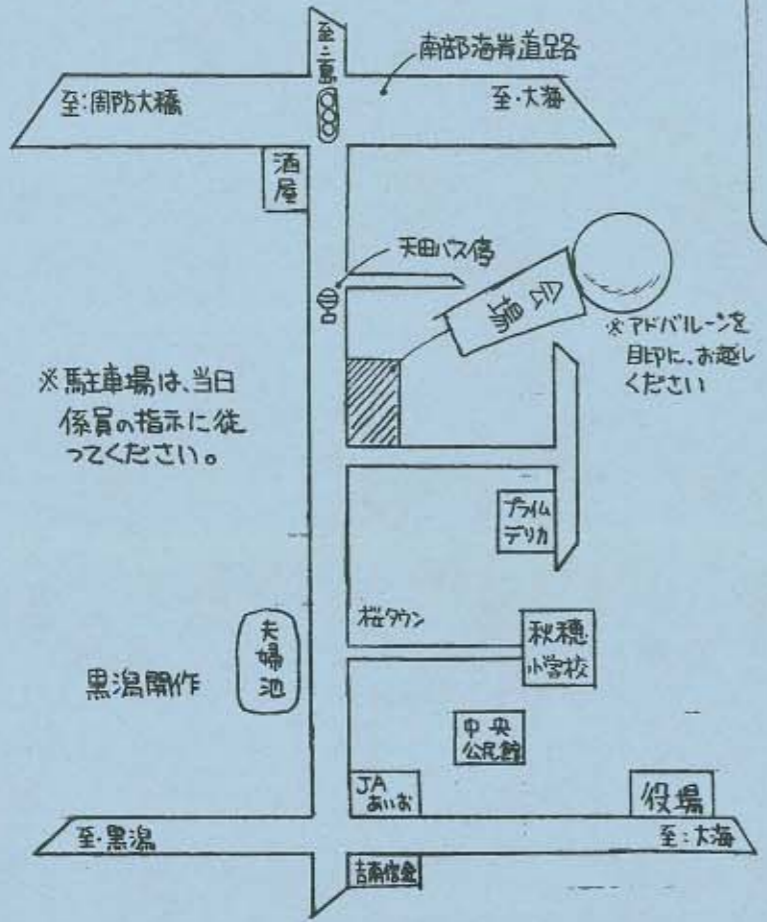 至:二島
南部海岸道路
至:周防大橋
至・大海
酒屋
天田バス停
会場
※アドバルーンを
目印に、お越し
ください
※駐車場は、当日
係員の指示に従
ってください。
プライム
デリカ
桜タウン
秋穂
小学校
夫婦池
黒潟開作
中央
公民館
JA
あいお
役場
至・黒潟
至:大海
吉南信金